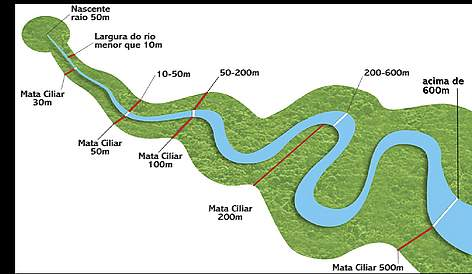 Nascente
raio 50m
Largura do rio
menor que 10m
10-50m
50-200m
200-600m
acima de
600m
Mata Ciliar
30m
Mata Ciliar
50m
Mata Ciliar
100m
Mata Ciliar
200m
Mata Ciliar 500m